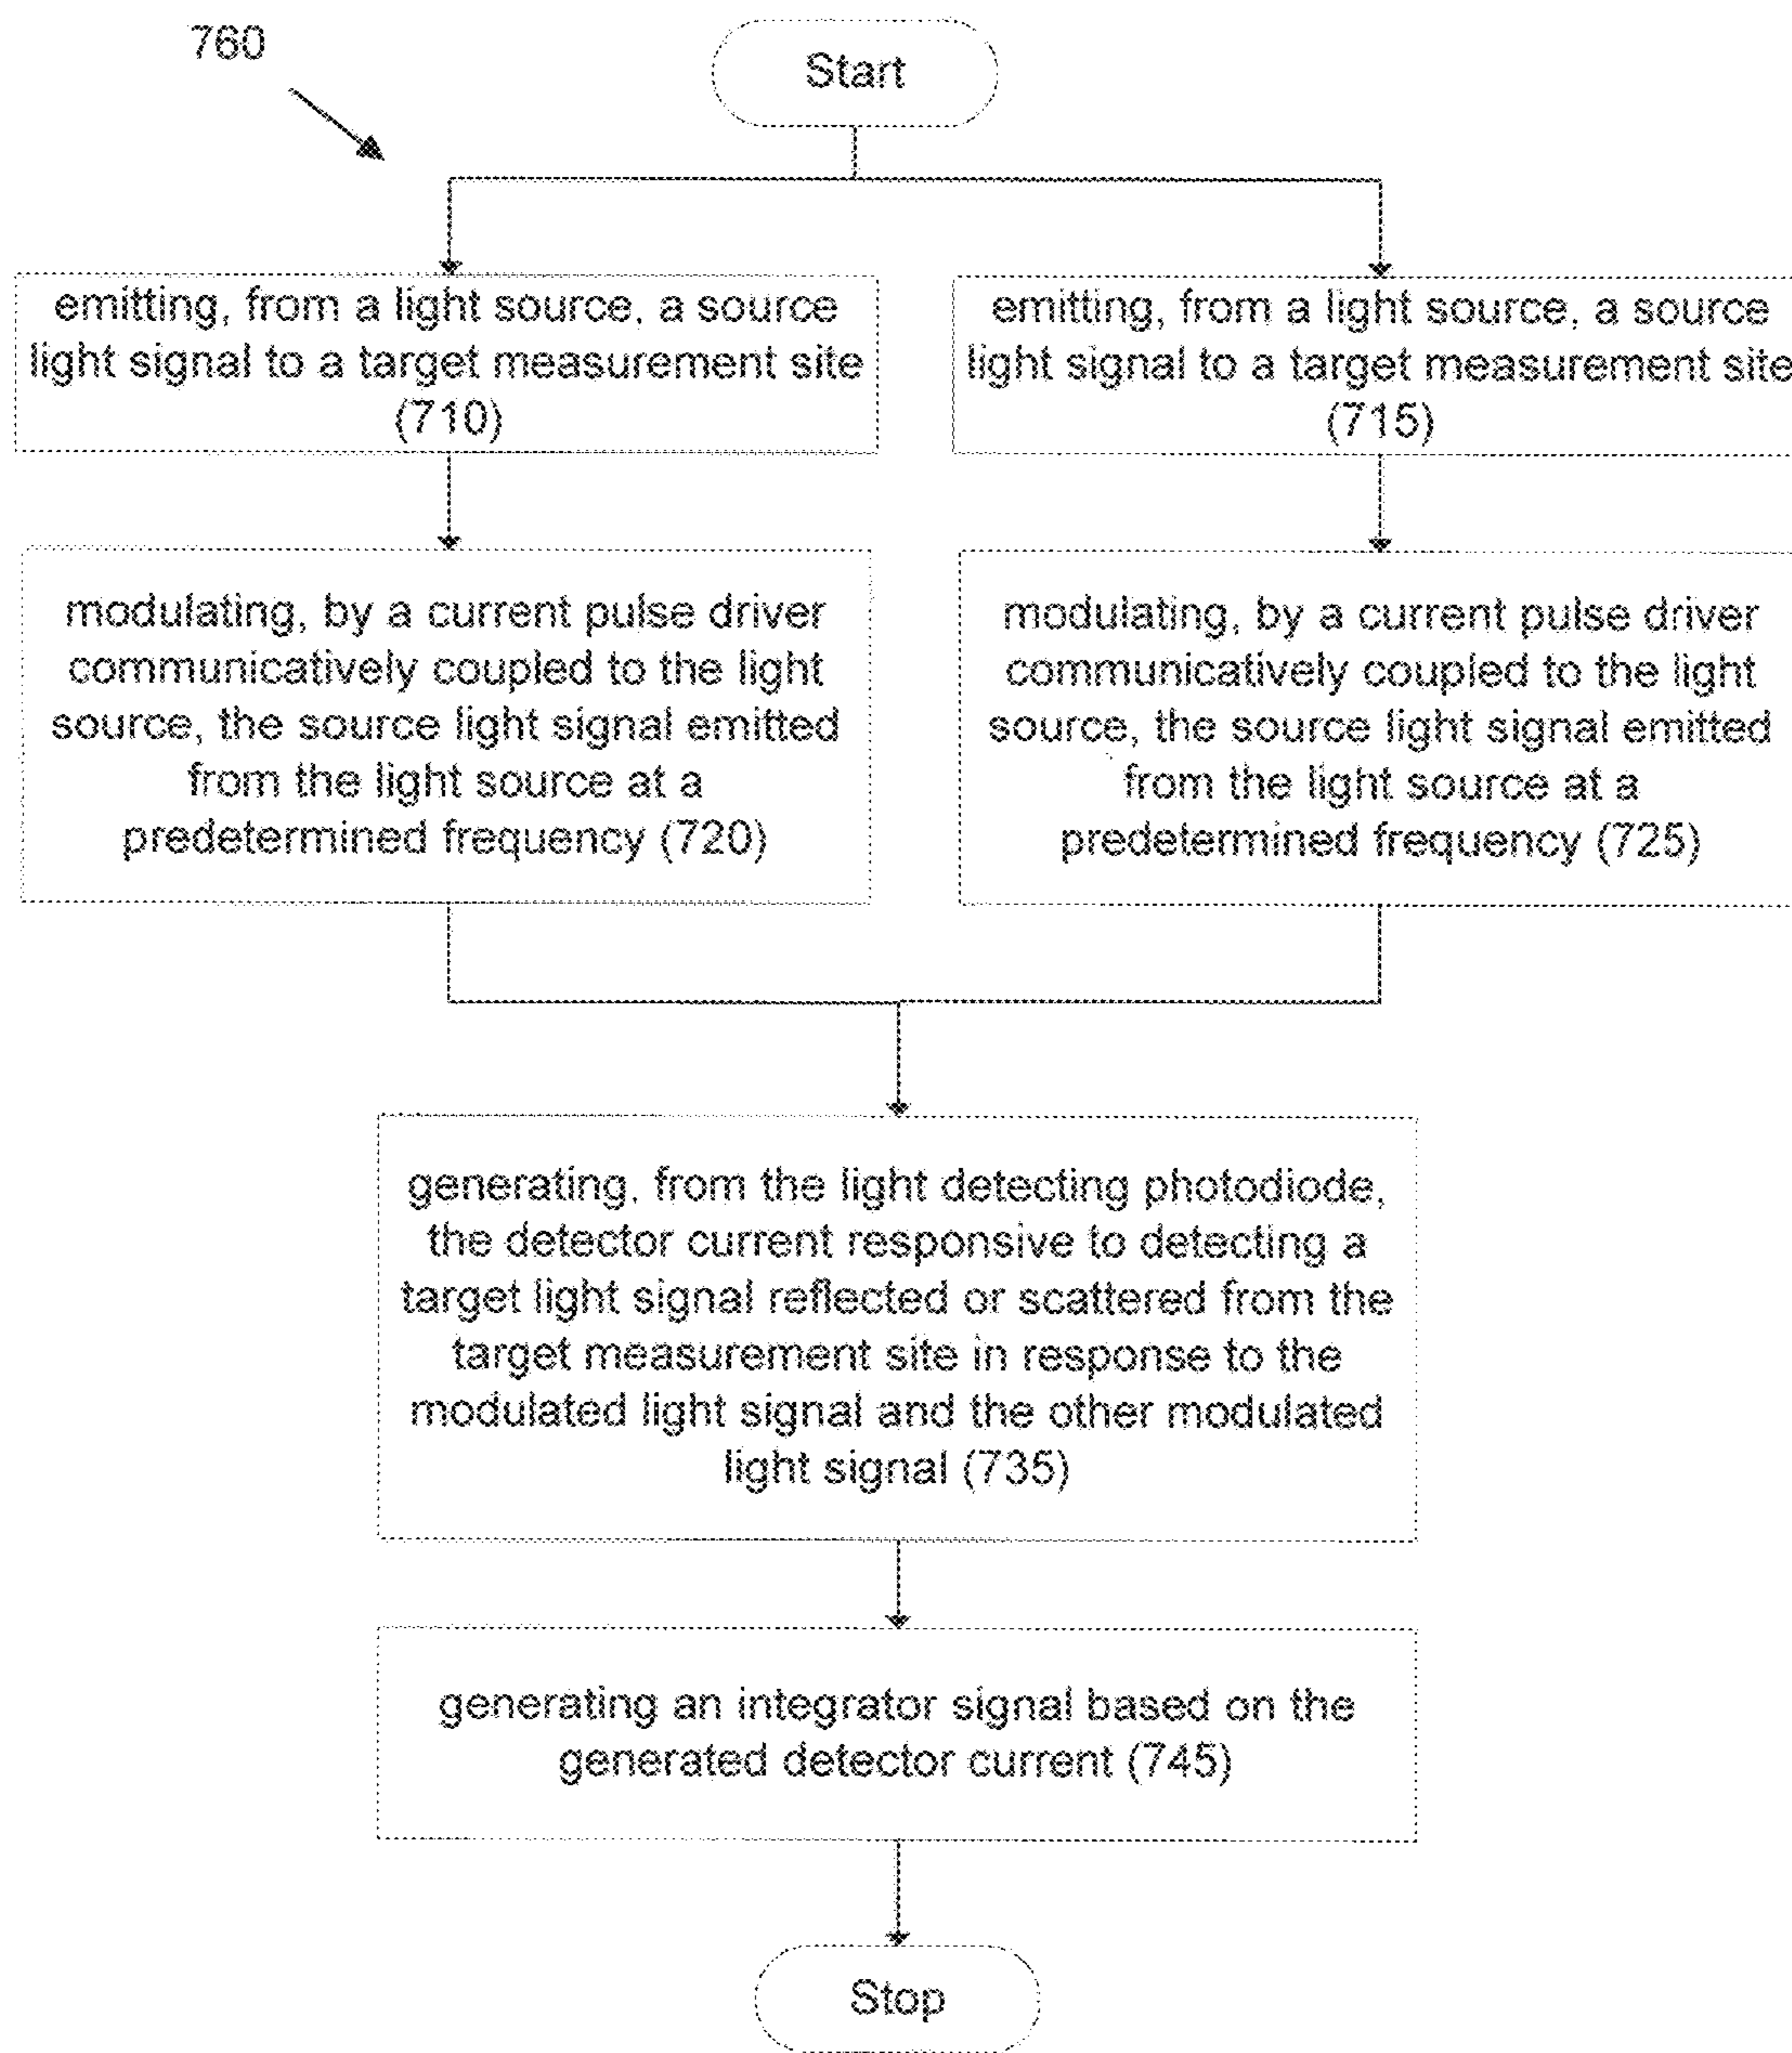 760
Start
emitting, from a light source, a source
light signal to a target measurement site
(710)
emitting, from a light source, a source
light signal to a target measurement site
(715)
modulating, by a current pulse driver
communicatively coupled to the light
source, the source light signal emitted
from the light source at a
predetermined frequency (720)
modulating, by a current pulse driver
communicatively coupled to the light
source, the source light signal emitted
from the light source at a
predetermined frequency (725)
generating, from the light detecting photodiode,
the detector current responsive to detecting a
target light signal reflected or scattered from the
target measurement site in response to the
modulated light signal and the other modulated
light signal (735)
generating an integrator signal based on the
generated detector current (745)
Stop